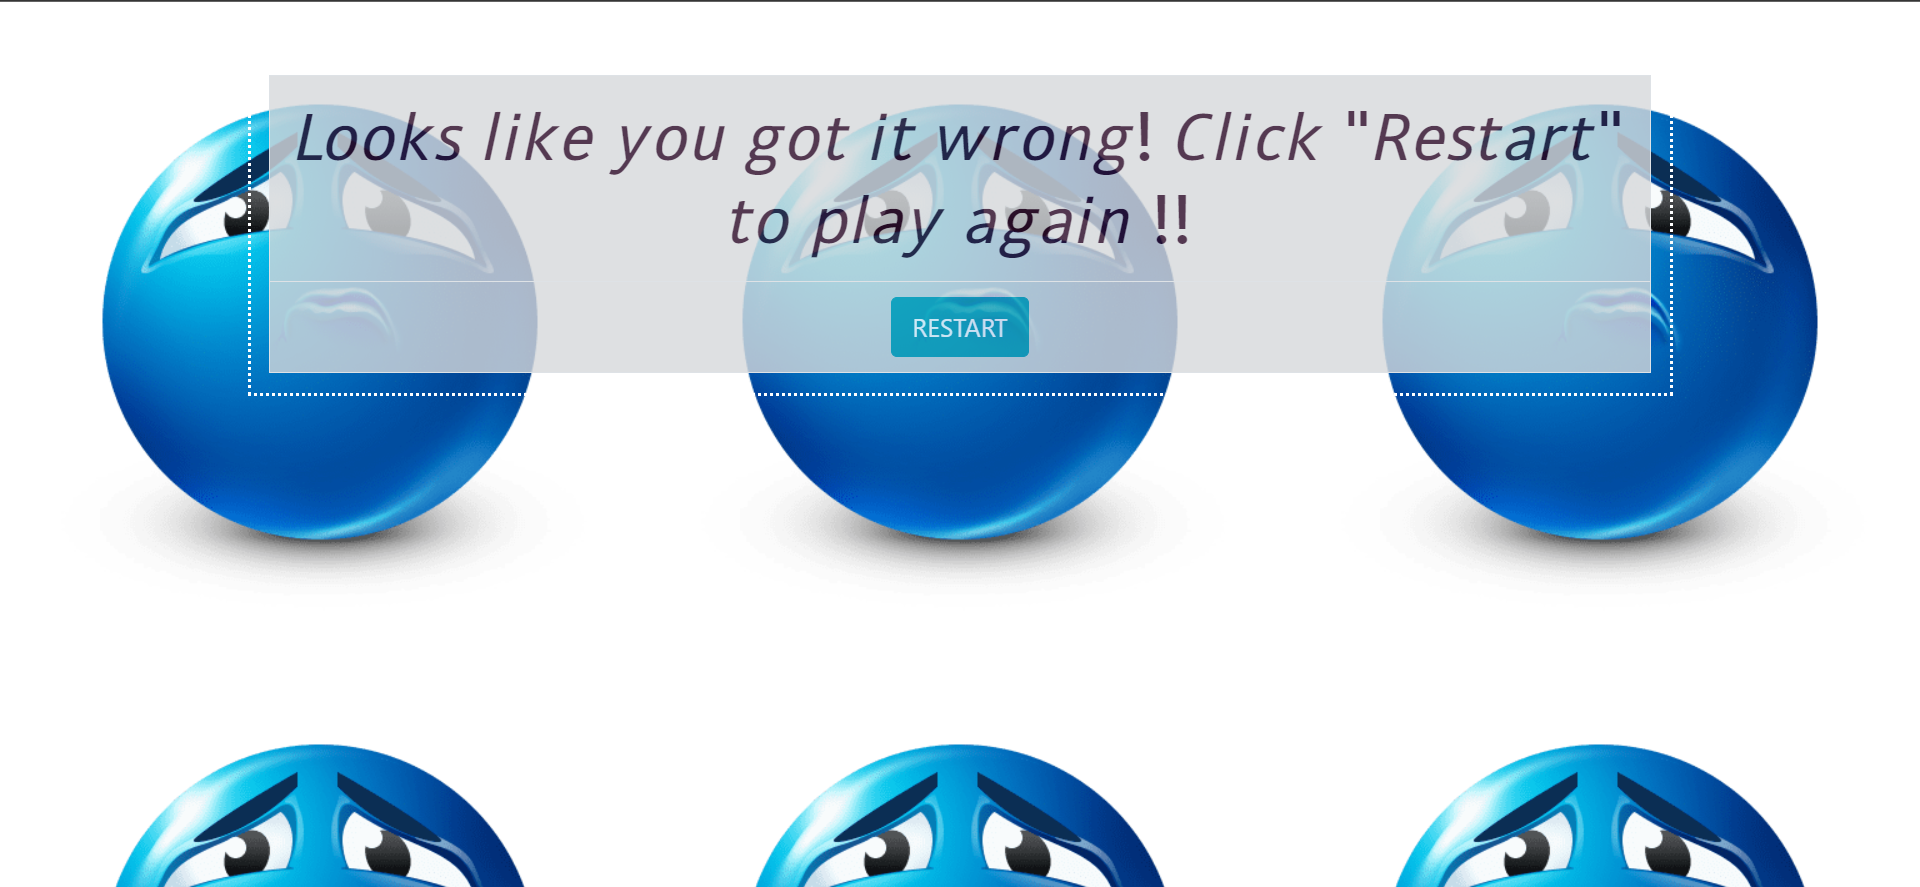 Looks like you got it wrong! Click "Restart"
to play again !!
RESTART